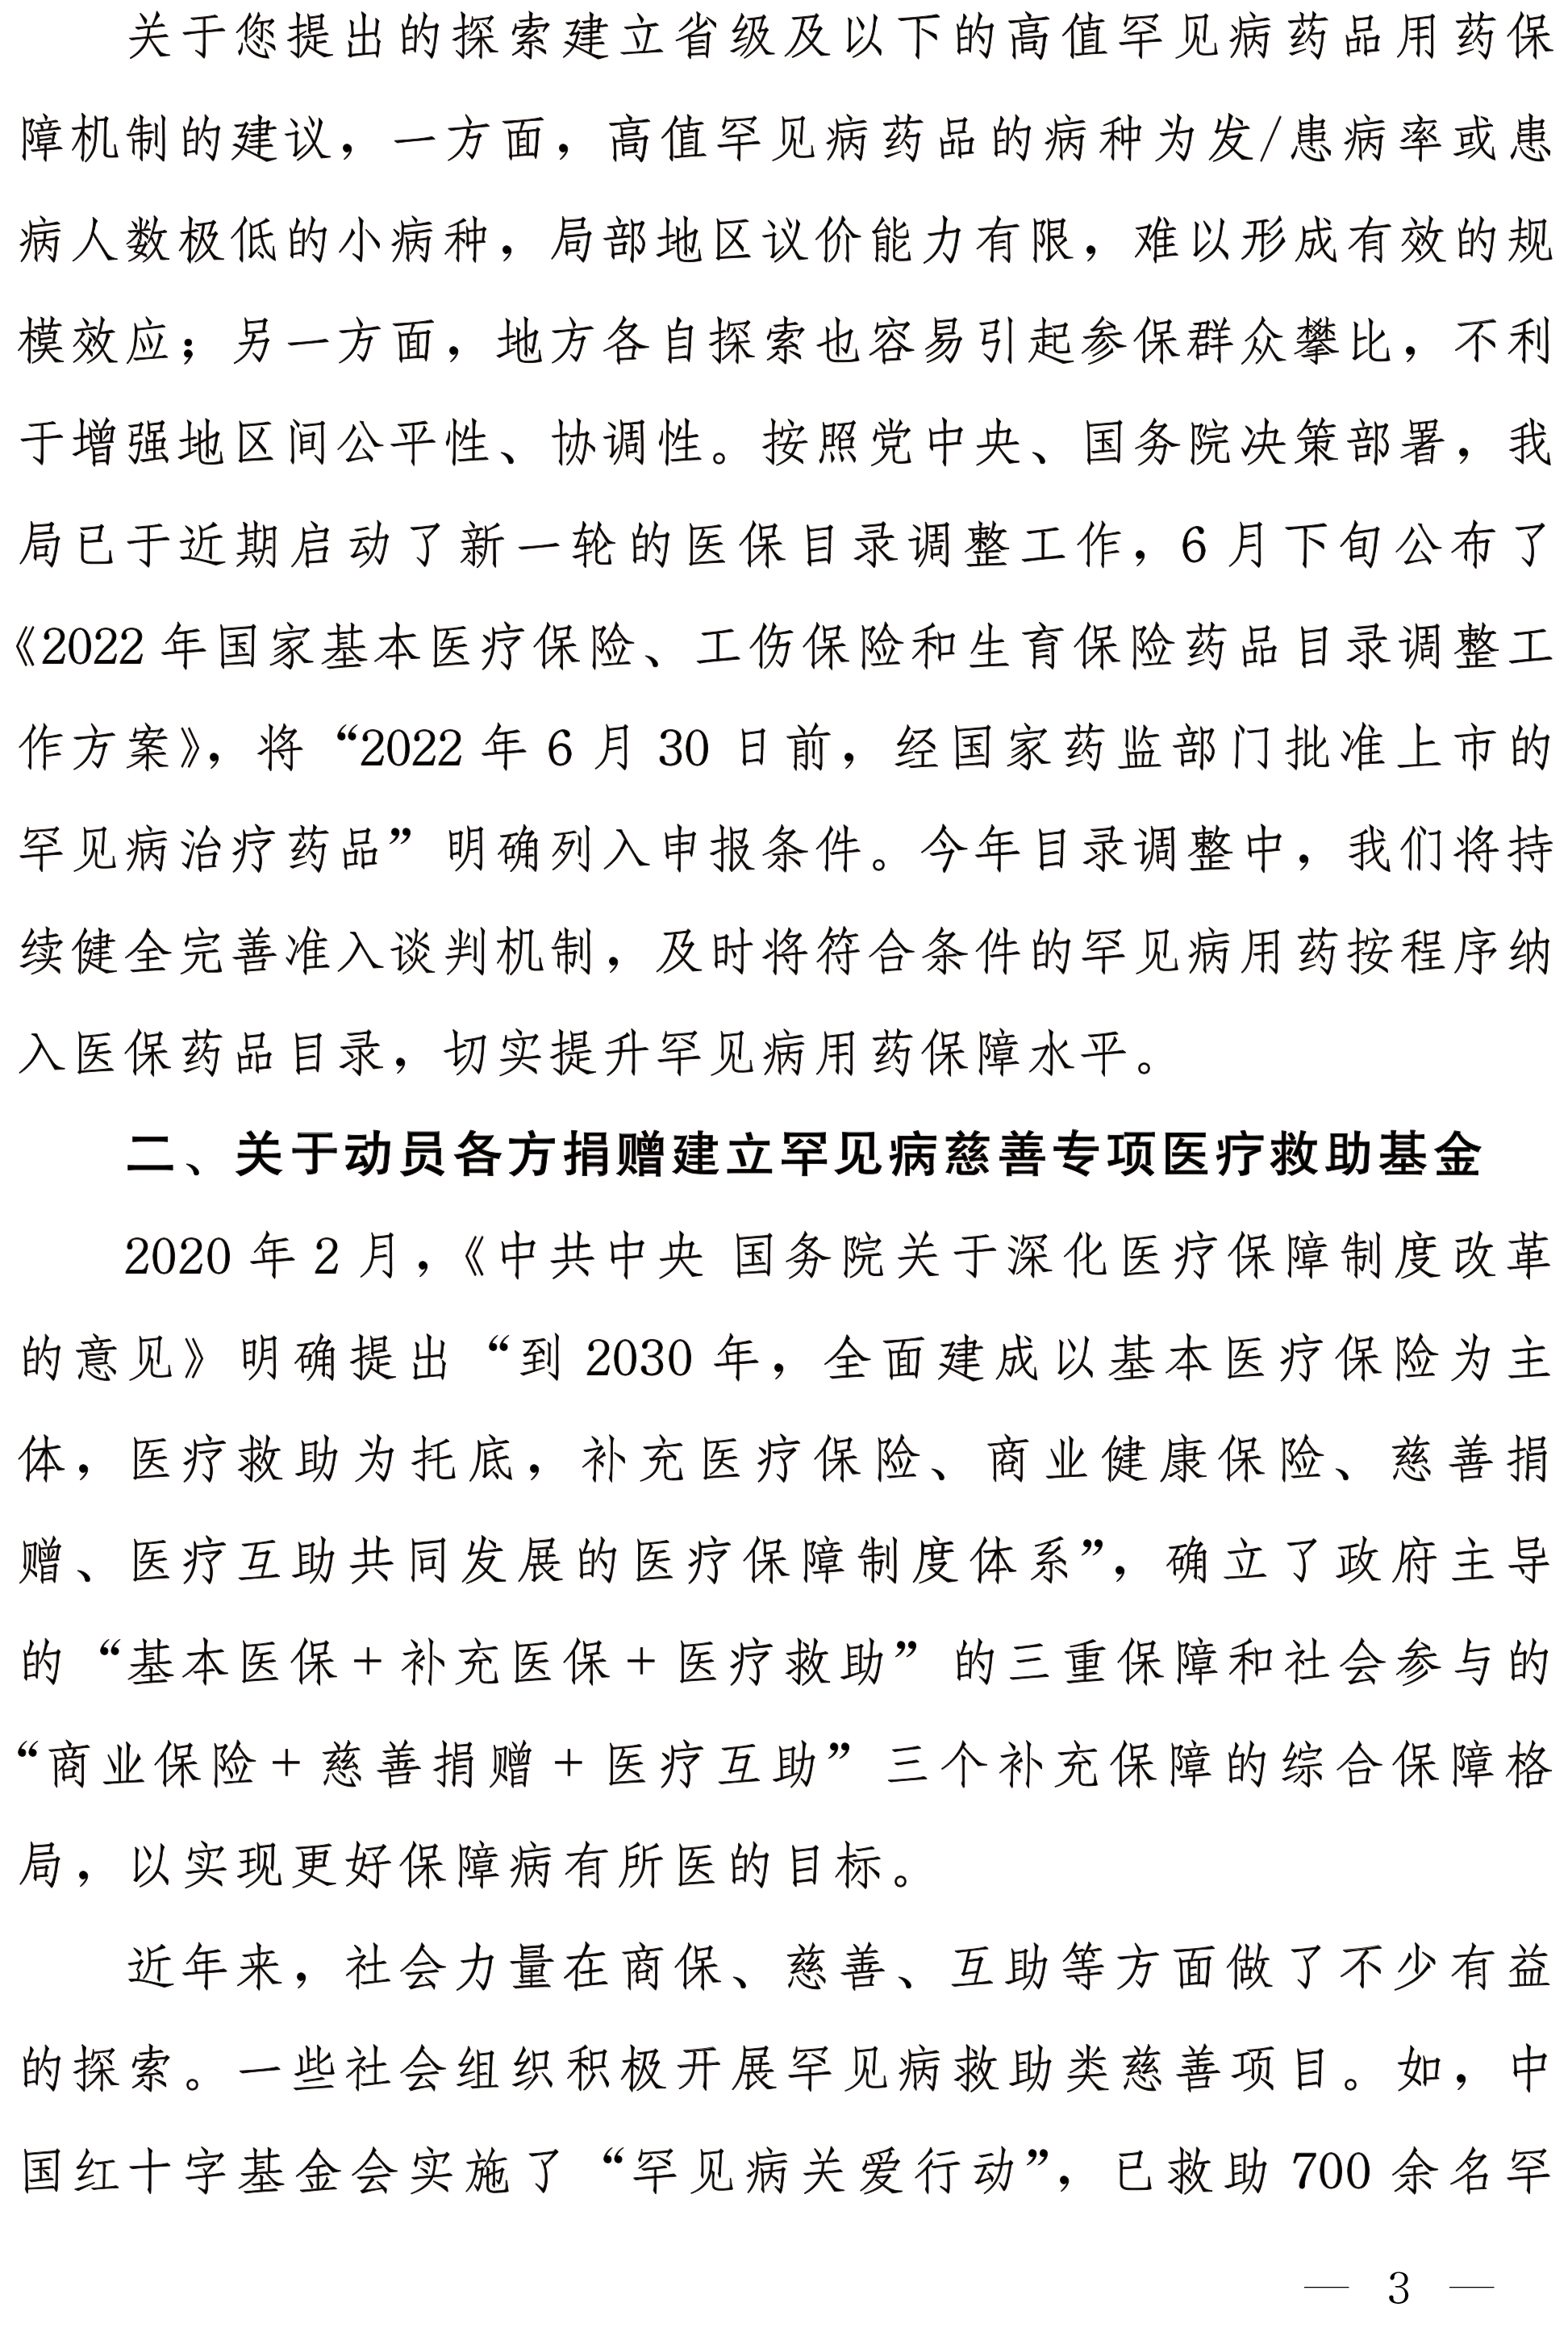 关于您提出的探索建立省级及以下的高值罕见病药品用药保
障机制的建议，一方面，高值罕见病药品的病种为发/患病率或患
病人数极低的小病种，局部地区议价能力有限，难以形成有效的规
模效应；另一方面，地方各自探索也容易引起参保群众攀比，不利
于增强地区间公平性、协调性。按照党中央、国务院决策部署，我
局已于近期启动了新一轮的医保目录调整工作，6 月下旬公布了
《2022 年国家基本医疗保险、工伤保险和生育保险药品目录调整工
作方案》，将“2022 年 6 月 30 日前，经国家药监部门批准上市的
罕见病治疗药品”明确列入申报条件。今年目录调整中，我们将持
续健全完善准入谈判机制，及时将符合条件的罕见病用药按程序纳
入医保药品目录，切实提升罕见病用药保障水平。
二、关于动员各方捐赠建立罕见病慈善专项医疗救助基金
2020 年 2 月，《中共中央 国务院关于深化医疗保障制度改革
的意见》明确提出“到 2030 年，全面建成以基本医疗保险为主
体，医疗救助为托底，补充医疗保险、商业健康保险、慈善捐
赠、医疗互助共同发展的医疗保障制度体系”，确立了政府主导
的“基本医保+补充医保+医疗救助”的三重保障和社会参与的
“商业保险+慈善捐赠+医疗互助”三个补充保障的综合保障格
局，以实现更好保障病有所医的目标。
近年来，社会力量在商保、慈善、互助等方面做了不少有益
的探索。一些社会组织积极开展罕见病救助类慈善项目。如，中
国红十字基金会实施了“罕见病关爱行动”，已救助 700 余名罕
— 3 —